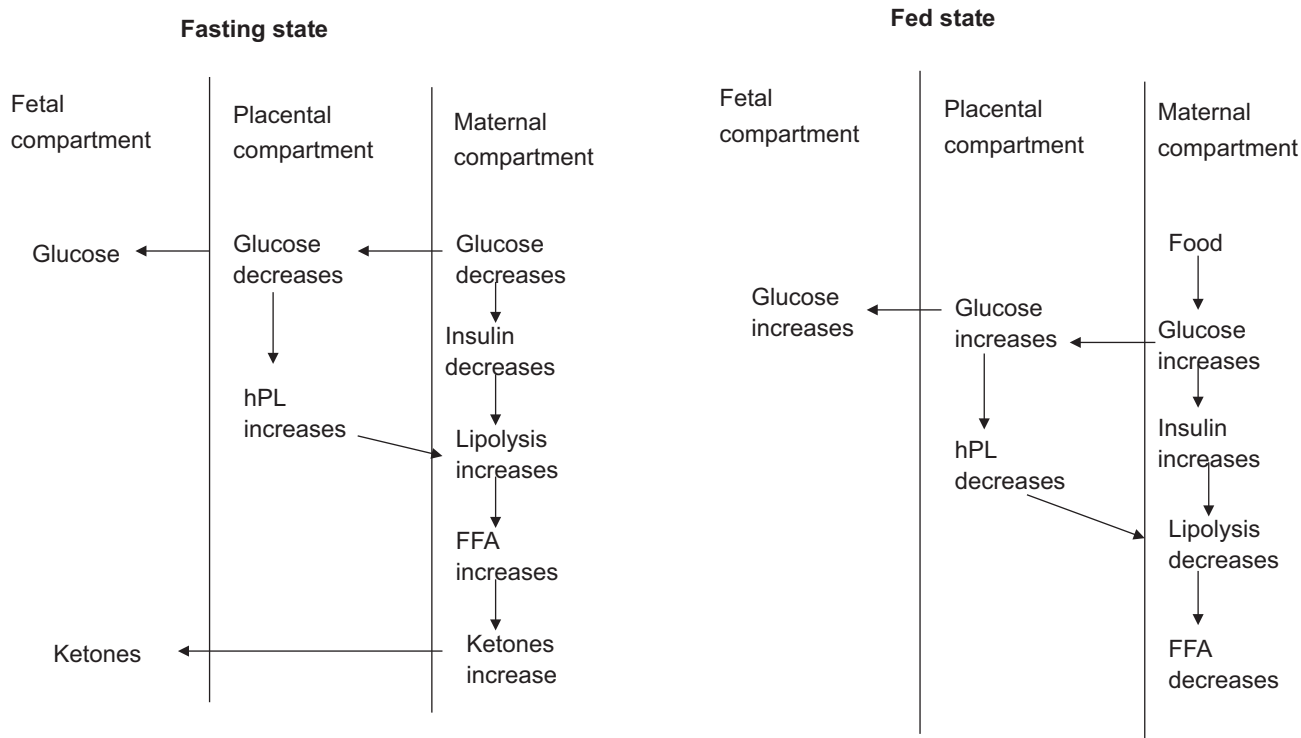 Fasting state
Fetal
compartment
Placental
compartment
Maternal
compartment
Glucose
Glucose
decreases
Glucose
decreases
Insulin
decreases
hPL
increases
Lipolysis
increases
FFA
increases
Ketones
Ketones
increase
Fed state
Fetal
compartment
Placental
compartment
Maternal
compartment
Food
Glucose
increases
Glucose
increases
Glucose
increases
Insulin
increases
hPL
decreases
Lipolysis
decreases
FFA
decreases